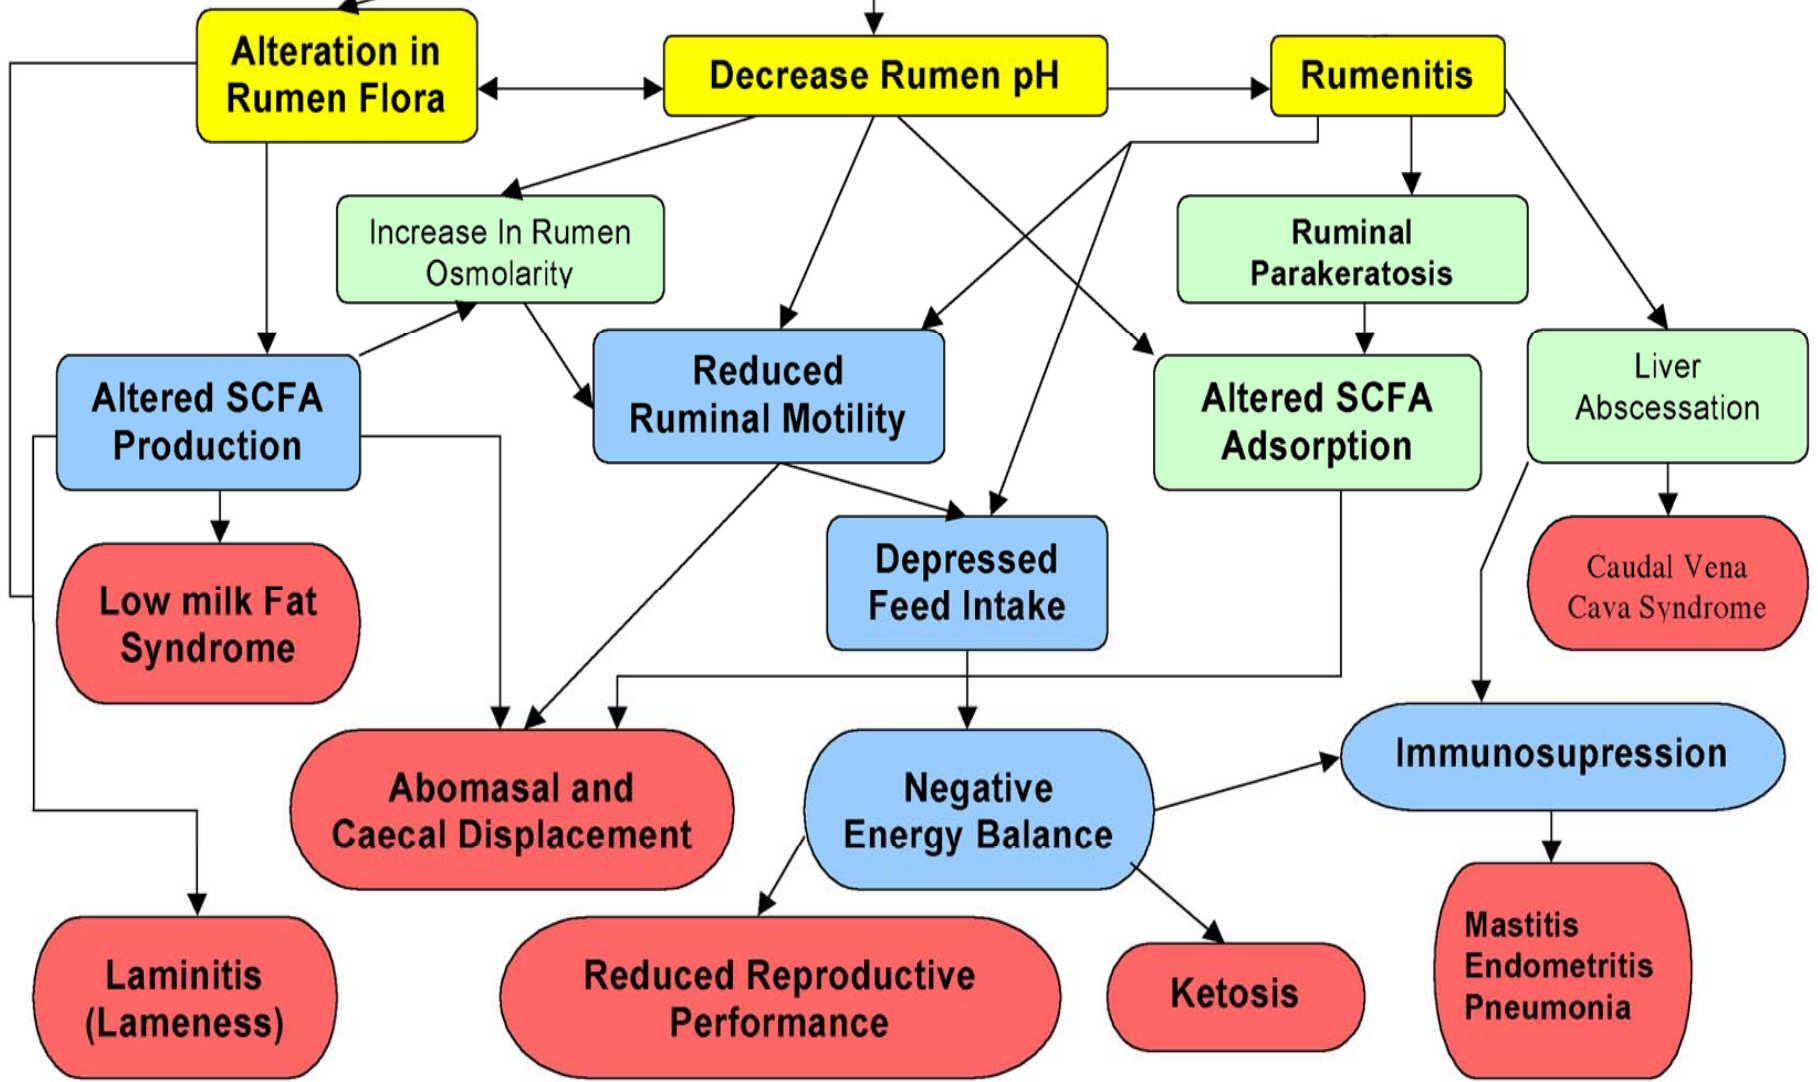 Alteration in
Rumen Flora
Decrease Rumen pH
Rumenitis
Increase In Rumen
Osmolarity
Ruminal
Parakeratosis
Altered SCFA
Production
Reduced
Ruminal Motility
Altered SCFA
Adsorption
Liver
Abscessation
Low milk Fat
Syndrome
Depressed
Feed Intake
Caudal Vena
Cava Syndrome
Abomasal and
Caecal Displacement
Negative
Energy Balance
Immunosupression
Laminitis
(Lameness)
Reduced Reproductive
Performance
Ketosis
Mastitis
Endometritis
Pneumonia